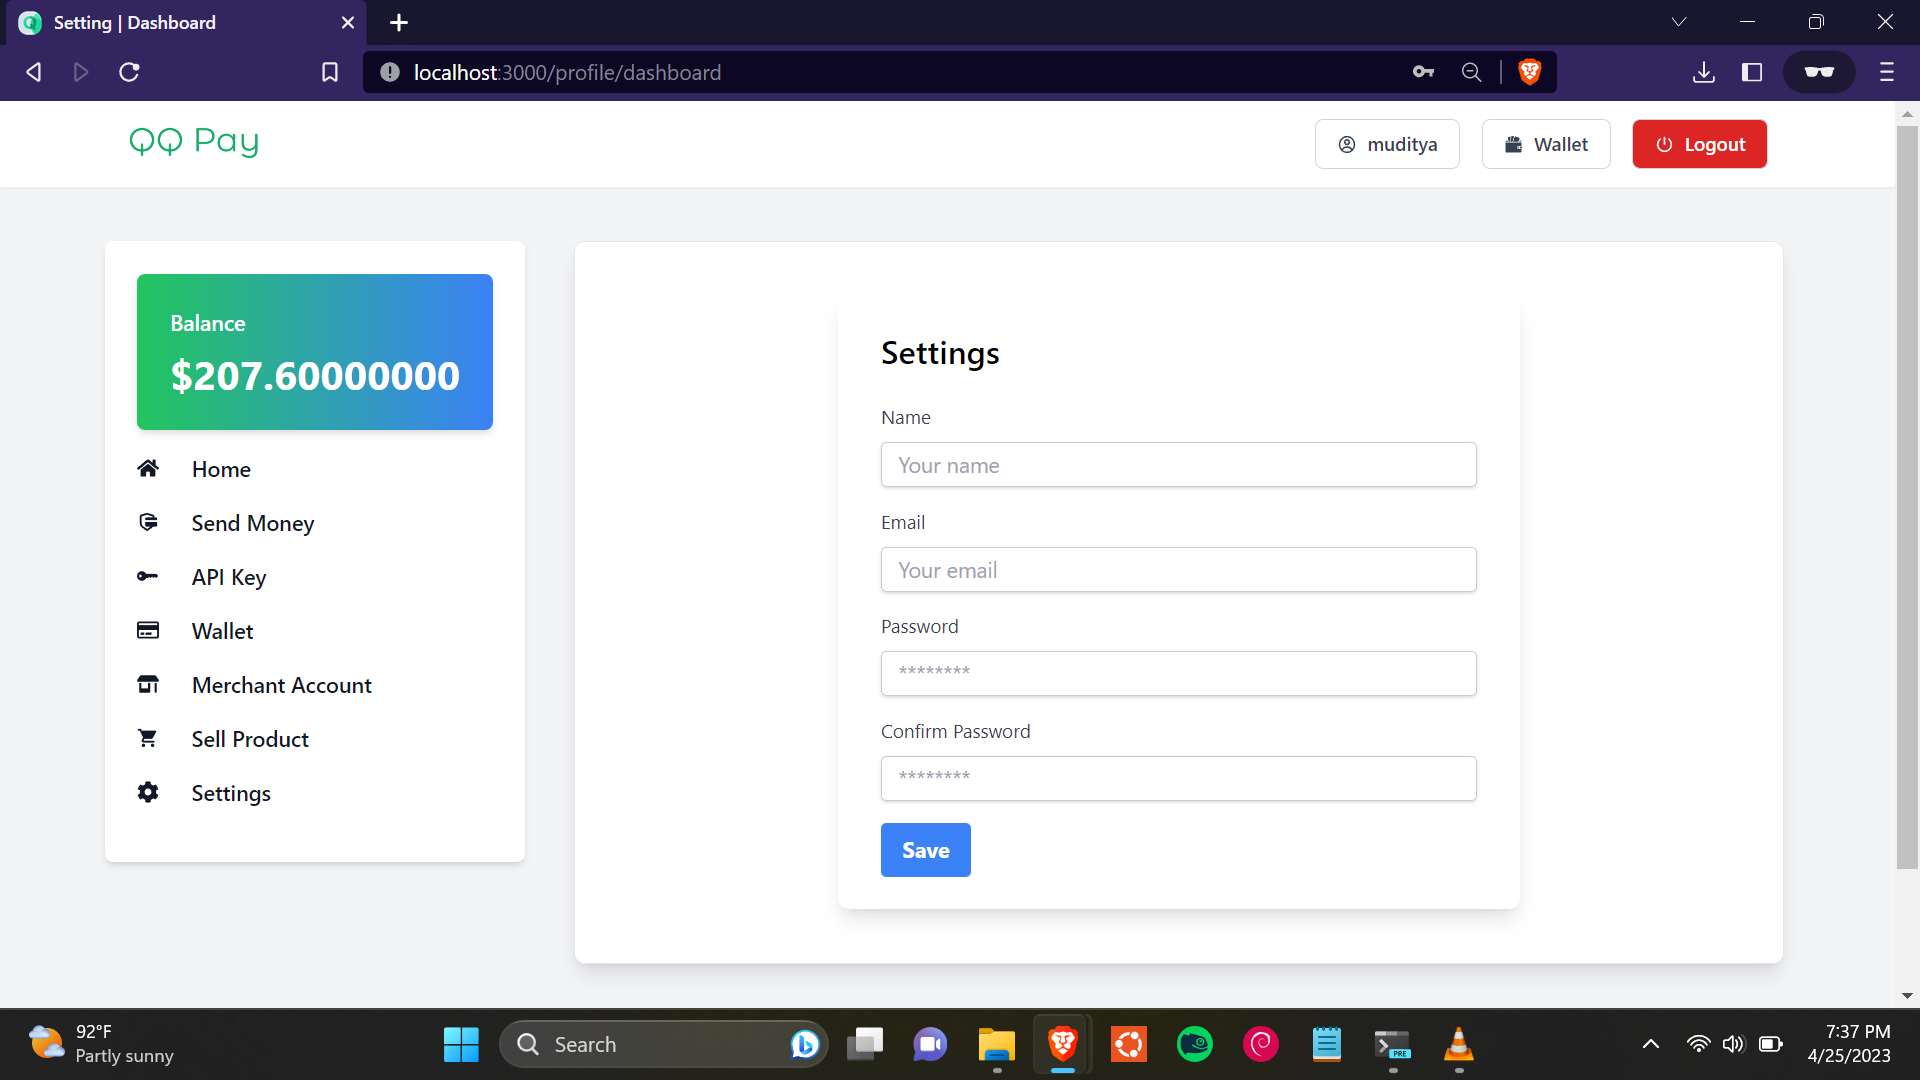 Setting | Dashboard
localhost:3000/profile/dashboard
QQ Pay
muditya
Wallet
Logout
Balance
$207.60000000
Home
Send Money
API Key
Wallet
Merchant Account
Sell Product
Settings
Settings
Name
Your name
Email
Your email
Password
********
Confirm Password
********
Save
92°F
Partly sunny
Search
PRE
7:37 PM
4/25/2023